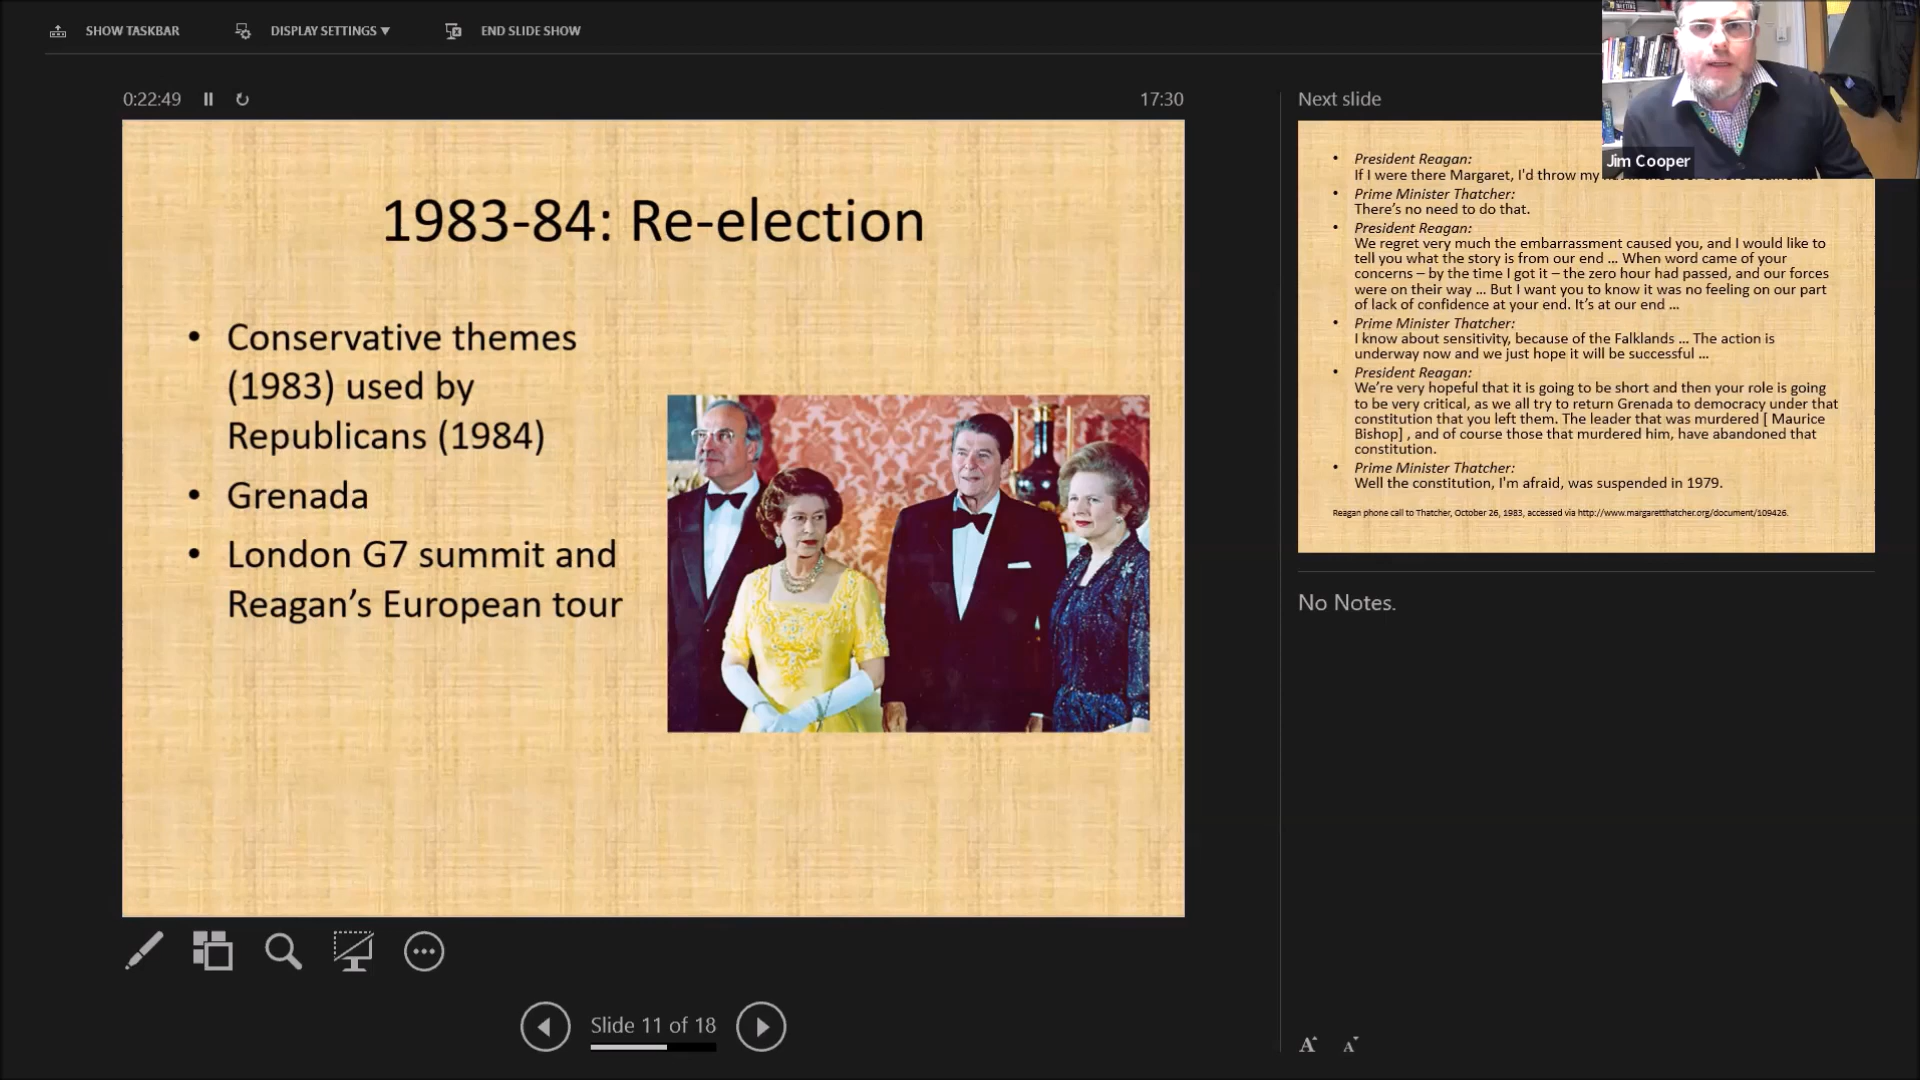 SHOW TASKBAR
DISPLAY SETTINGS
END SLIDE SHOW
0:22:49
17:30
1983-84: Re-election
• Conservative themes
(1983) used by
Republicans (1984)
• Grenada
• London G7 summit and
Reagan's European tour
Slide 11 of 18
Next slide
Jim Cooper
• President Reagan:
If I were there Margaret, I'd throw my
• Prime Minister Thatcher:
There's no need to do that.
• President Reagan:
We regret very much the embarrassment caused you, and I would like to
tell you what the story is from our end ... When word came of your
concerns – by the time I got it – the zero hour had passed, and our forces
were on their way ... But I want you to know it was no feeling on our part
of lack of confidence at your end. It's at our end ...
• Prime Minister Thatcher:
I know about sensitivity, because of the Falklands ... The action is
underway now and we just hope it will be successful ...
• President Reagan:
We're very hopeful that it is going to be short and then your role is going
to be very critical, as we all try to return Grenada to democracy under that
constitution that you left them. The leader that was murdered [ Maurice
Bishop] , and of course those that murdered him, have abandoned that
constitution.
• Prime Minister Thatcher:
Well the constitution, I'm afraid, was suspended in 1979.
Reagan phone call to Thatcher, October 26, 1983, accessed via http://www.margaretthatcher.org/document/109426.
No Notes.
A A